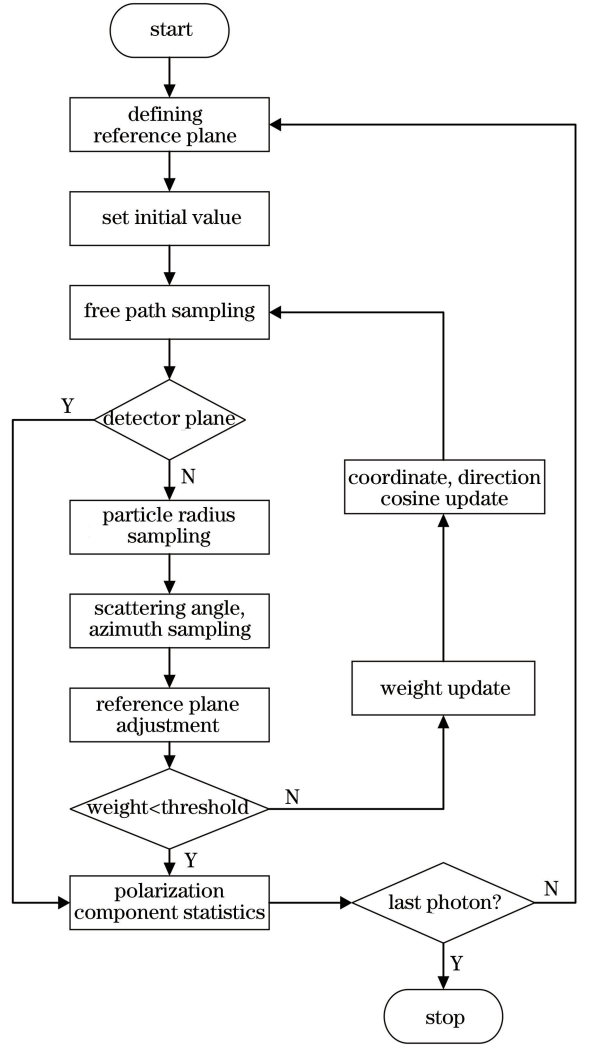 start
defining
reference plane
set initial value
free path sampling
detector plane
Y
N
particle radius
sampling
scattering angle,
azimuth sampling
reference plane
adjustment
weight<threshold
N
Y
weight update
coordinate, direction
cosine update
polarization
component statistics
last photon?
N
Y
stop